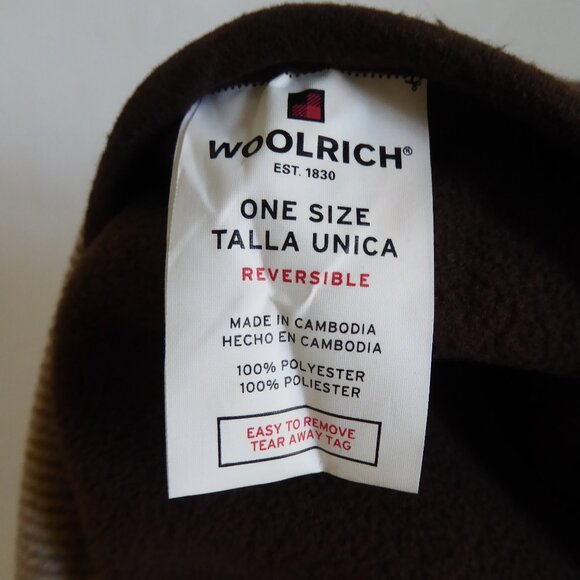 WOOLRICH®
EST. 1830
ONE SIZE
TALLA UNICA
REVERSIBLE
MADE IN CAMBODIA
HECHO EN CAMBODIA
100% POLYESTER
100% POLIESTER
EASY TO REMOVE
TEAR AWAY TAG